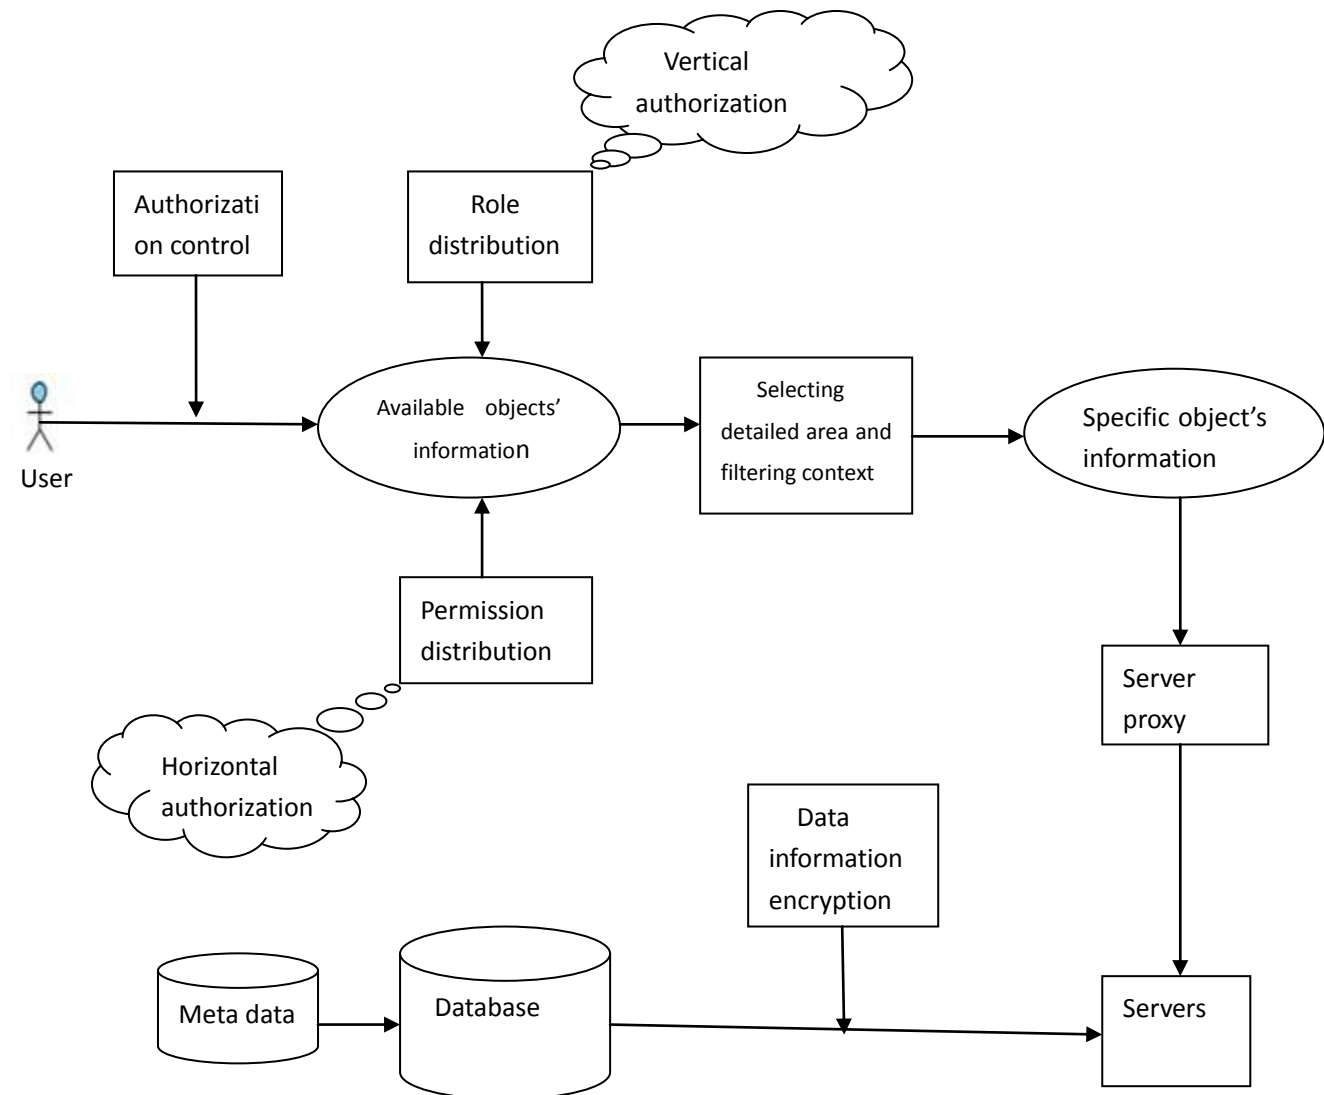 Vertical
authorization
Authorizati
on control
Role
distribution
Selecting
detailed area and
filtering context
Available objects’
information
Specific object’s
information
User
Permission
distribution
Server
proxy
Horizontal
authorization
Data
information
encryption
Meta data
Database
Servers